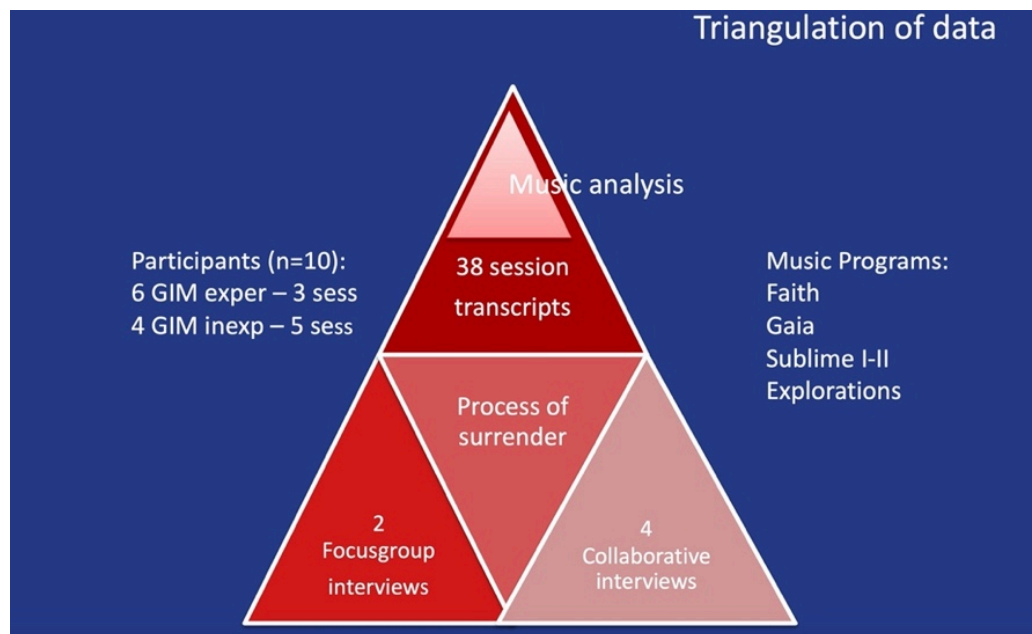 Triangulation of data
Music analysis
Participants (n=10):
6 GIM exper – 3 sess
4 GIM inexp – 5 sess
38 session
transcripts
Music Programs:
Faith
Gaia
Sublime I-II
Explorations
Process of
surrender
2
Focusgroup
interviews
4
Collaborative
interviews